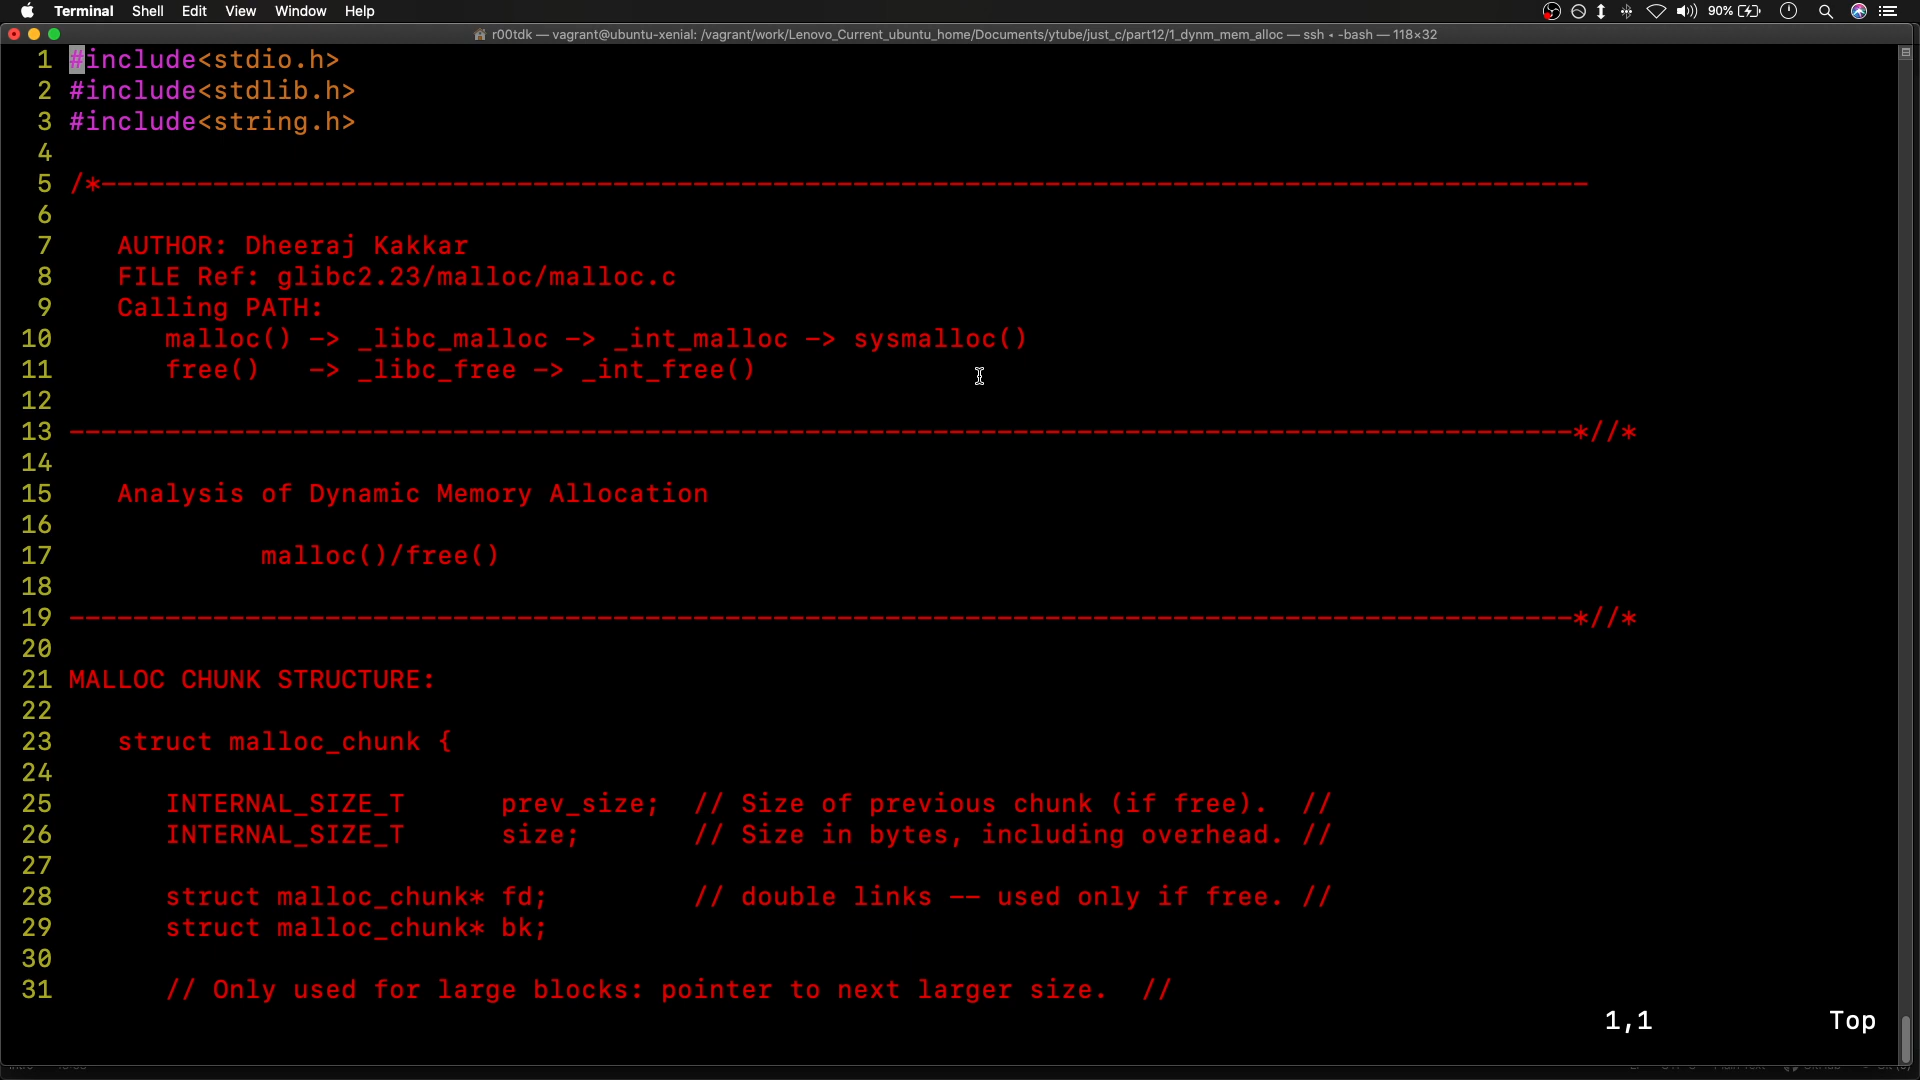 Terminal Shell Edit View Window Help 90%
r00tdk — vagrant@ubuntu-xenial: /vagrant/work/Lenovo_Current_ubuntu_home/Documents/ytube/just_c/part12/1_dynm_mem_alloc — ssh ◂ -bash — 118×32
1 #include<stdio.h>
2 #include<stdlib.h>
3 #include<string.h>
4
5 /*---------------------------------------------------------------------------------------------
6
7 AUTHOR: Dheeraj Kakkar
8 FILE Ref: glibc2.23/malloc/malloc.c
9 Calling PATH:
10 malloc() -> _libc_malloc -> _int_malloc -> sysmalloc()
11 free() -> _libc_free -> _int_free()
12
13 ----------------------------------------------------------------------------------------------*//*
14
15 Analysis of Dynamic Memory Allocation
16
17 malloc()/free()
18
19 ----------------------------------------------------------------------------------------------*//*
20
21 MALLOC CHUNK STRUCTURE:
22
23 struct malloc_chunk {
24
25 INTERNAL_SIZE_T prev_size; // Size of previous chunk (if free). //
26 INTERNAL_SIZE_T size; // Size in bytes, including overhead. //
27
28 struct malloc_chunk* fd; // double links -- used only if free. //
29 struct malloc_chunk* bk;
30
31 // Only used for large blocks: pointer to next larger size. //
1,1 Top